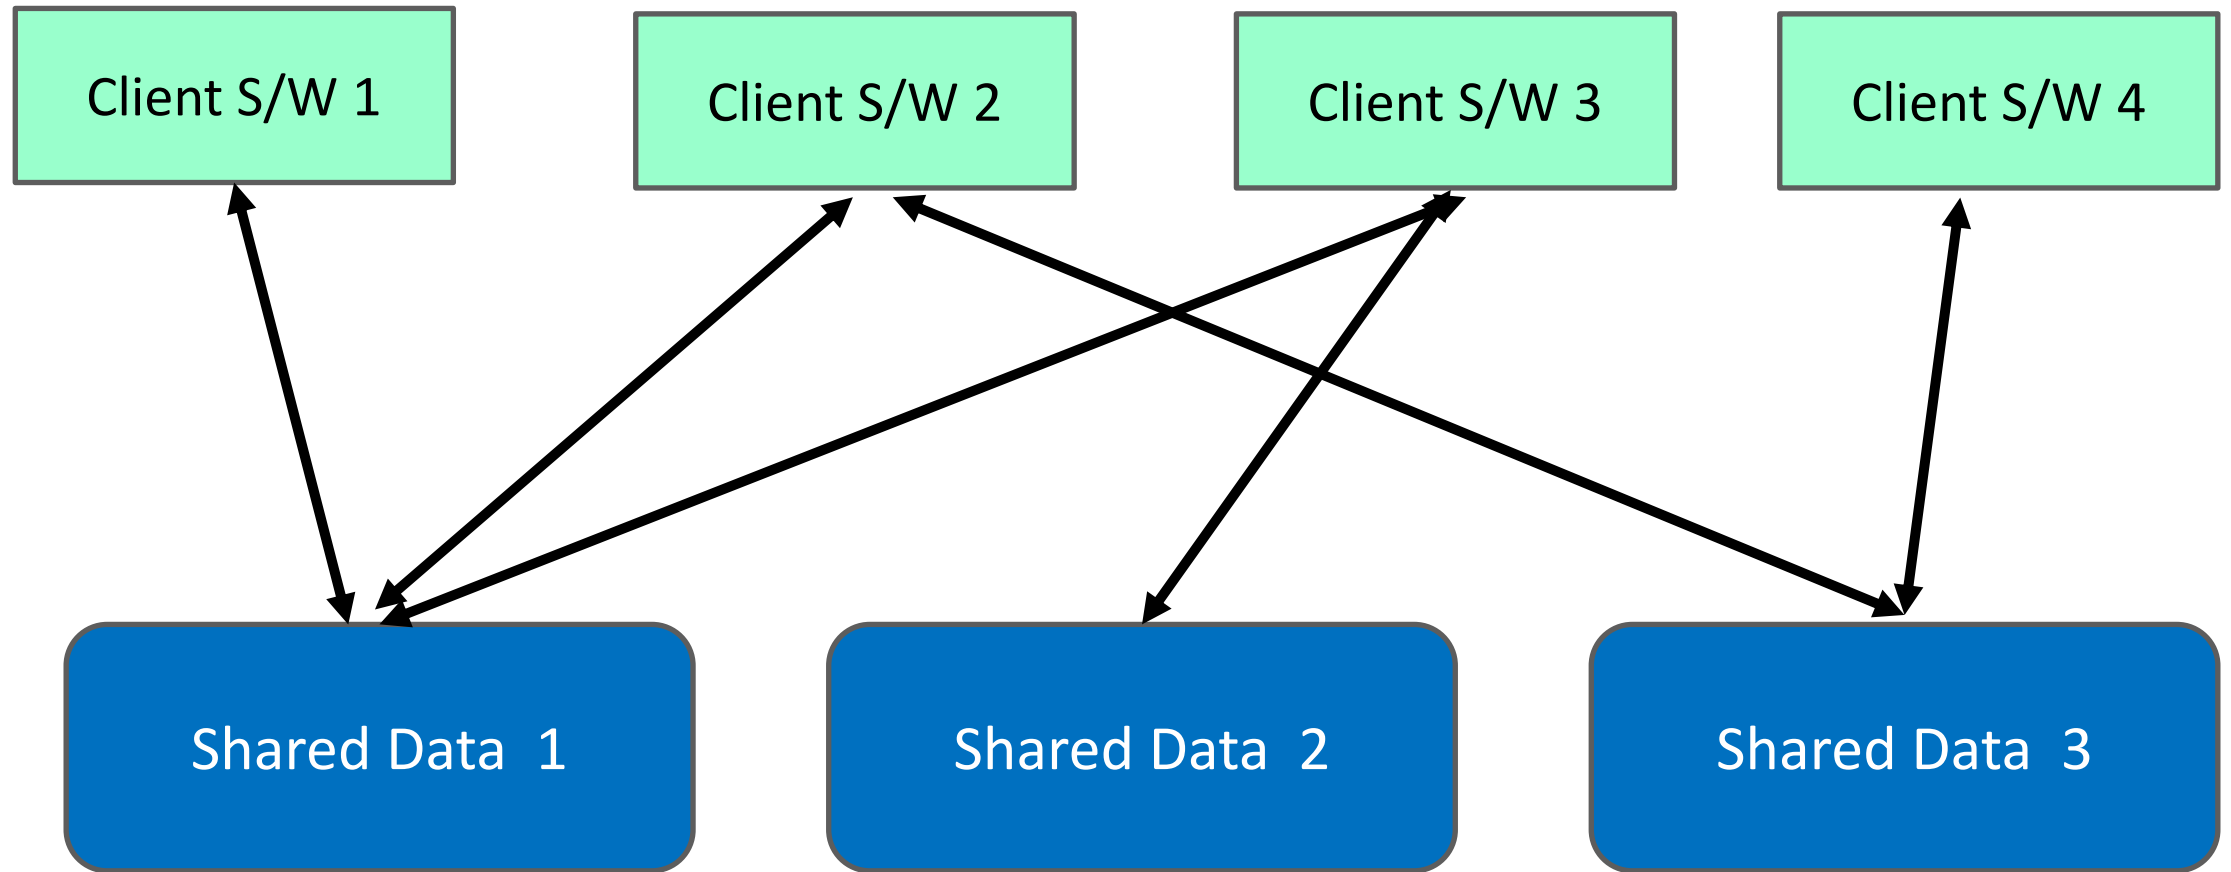 Client S/W 1
Client S/W 2
Client S/W 3
Client S/W 4
Shared Data  1
Shared Data  2
Shared Data  3